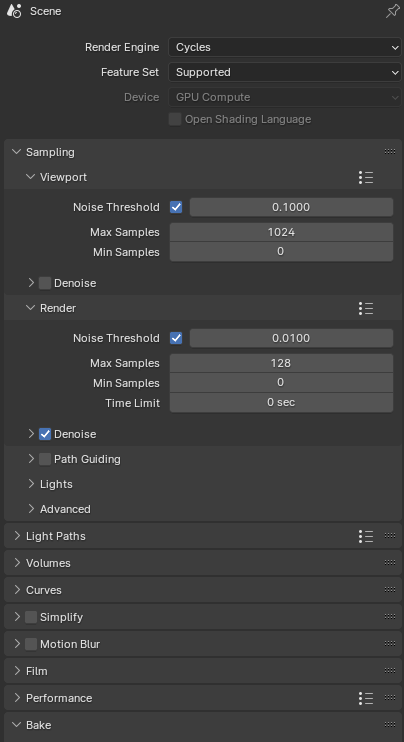 Scene
Render Engine Cycles
Feature Set Supported
Device GPU Compute
Open Shading Language
Sampling
Viewport
Noise Threshold 0.1000
Max Samples 1024
Min Samples 0
Denoise
Render
Noise Threshold 0.0100
Max Samples 128
Min Samples 0
Time Limit 0 sec
Denoise
Path Guiding
Lights
Advanced
Light Paths
Volumes
Curves
Simplify
Motion Blur
Film
Performance
Bake